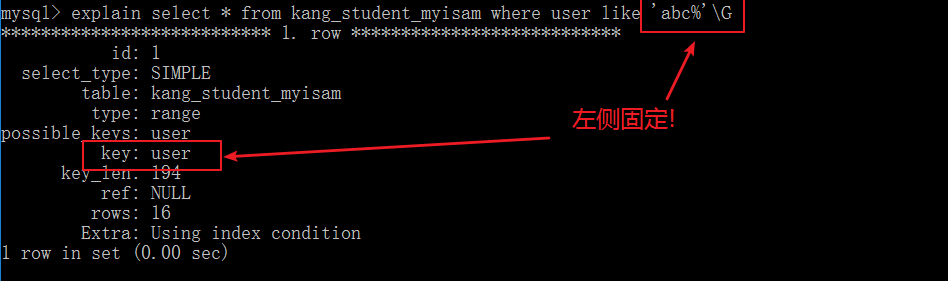 mysql> explain select * from kang_student_myisam where user like 'abc%'\G
*************************** 1. row ***************************
id: 1
select_type: SIMPLE
table: kang_student_myisam
type: range
左侧固定!
possible_keys: user
key: user
key_len: 194
ref: NULL
rows: 16
Extra: Using index condition
1 row in set (0.00 sec)